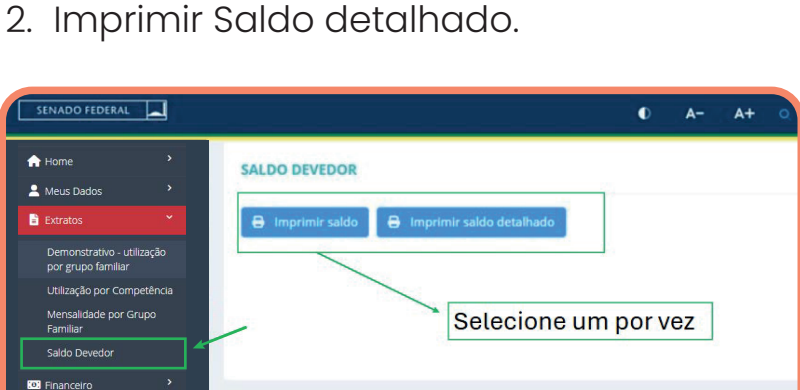 2. Imprimir Saldo detalhado.
SENADO FEDERAL
A- A+
Home
Meus Dados
Extratos
Demonstrativo - utilização
por grupo familiar
Utilização por Competência
Mensalidade por Grupo
Familiar
Saldo Devedor
Financeiro
SALDO DEVEDOR
Imprimir saldo
Imprimir saldo detalhado
Selecione um por vez